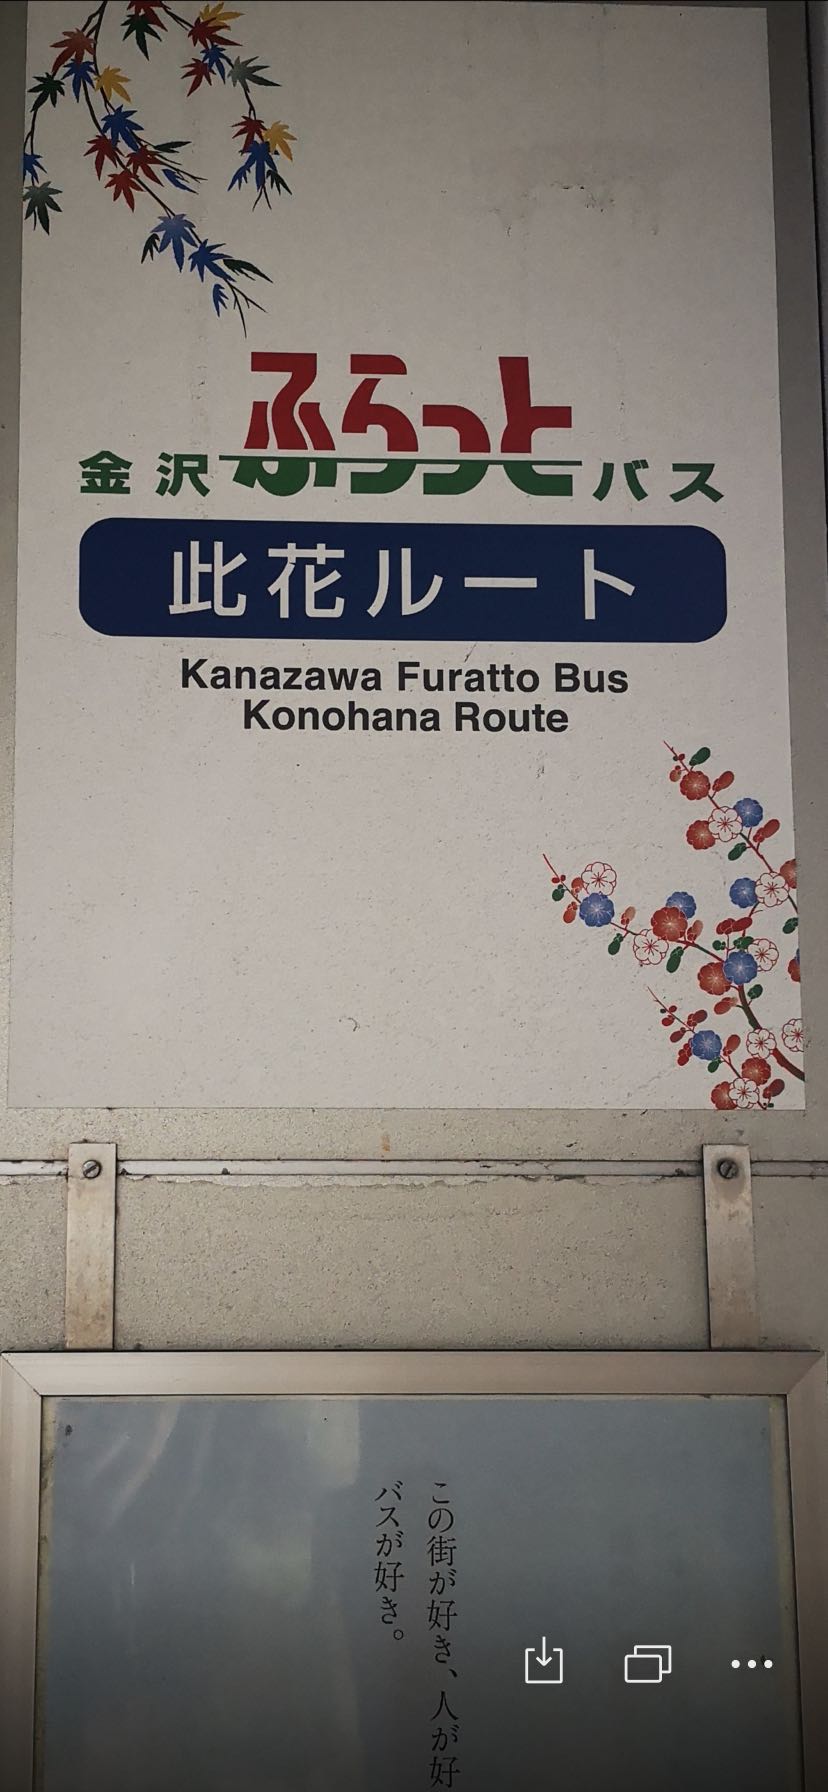 金沢ふらっとバス
此花ルート
Kanazawa Furatto Bus
Konohana Route
この街が好き、人が好
バスが好き。